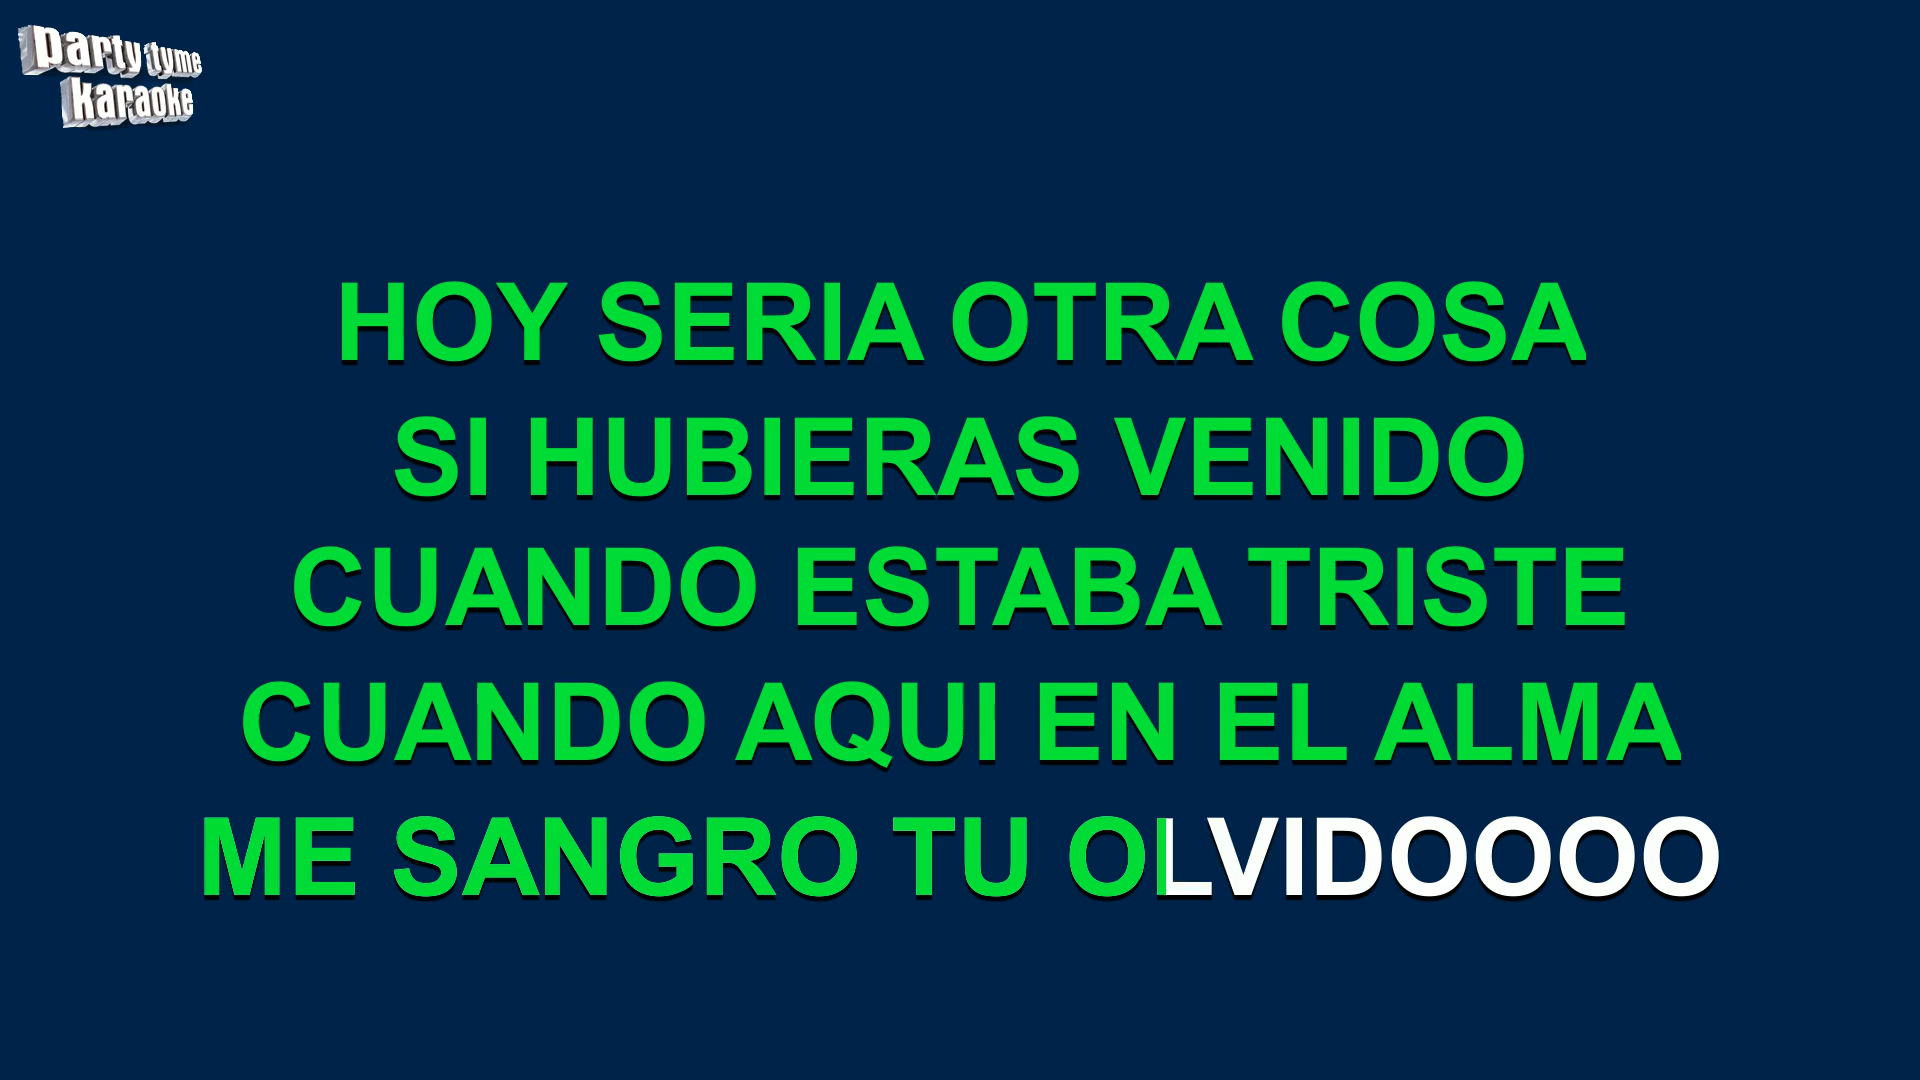 party tyme
karaoke
HOY SERIA OTRA COSA
SI HUBIERAS VENIDO
CUANDO ESTABA TRISTE
CUANDO AQUI EN EL ALMA
ME SANGRO TU OLVIDOOOO